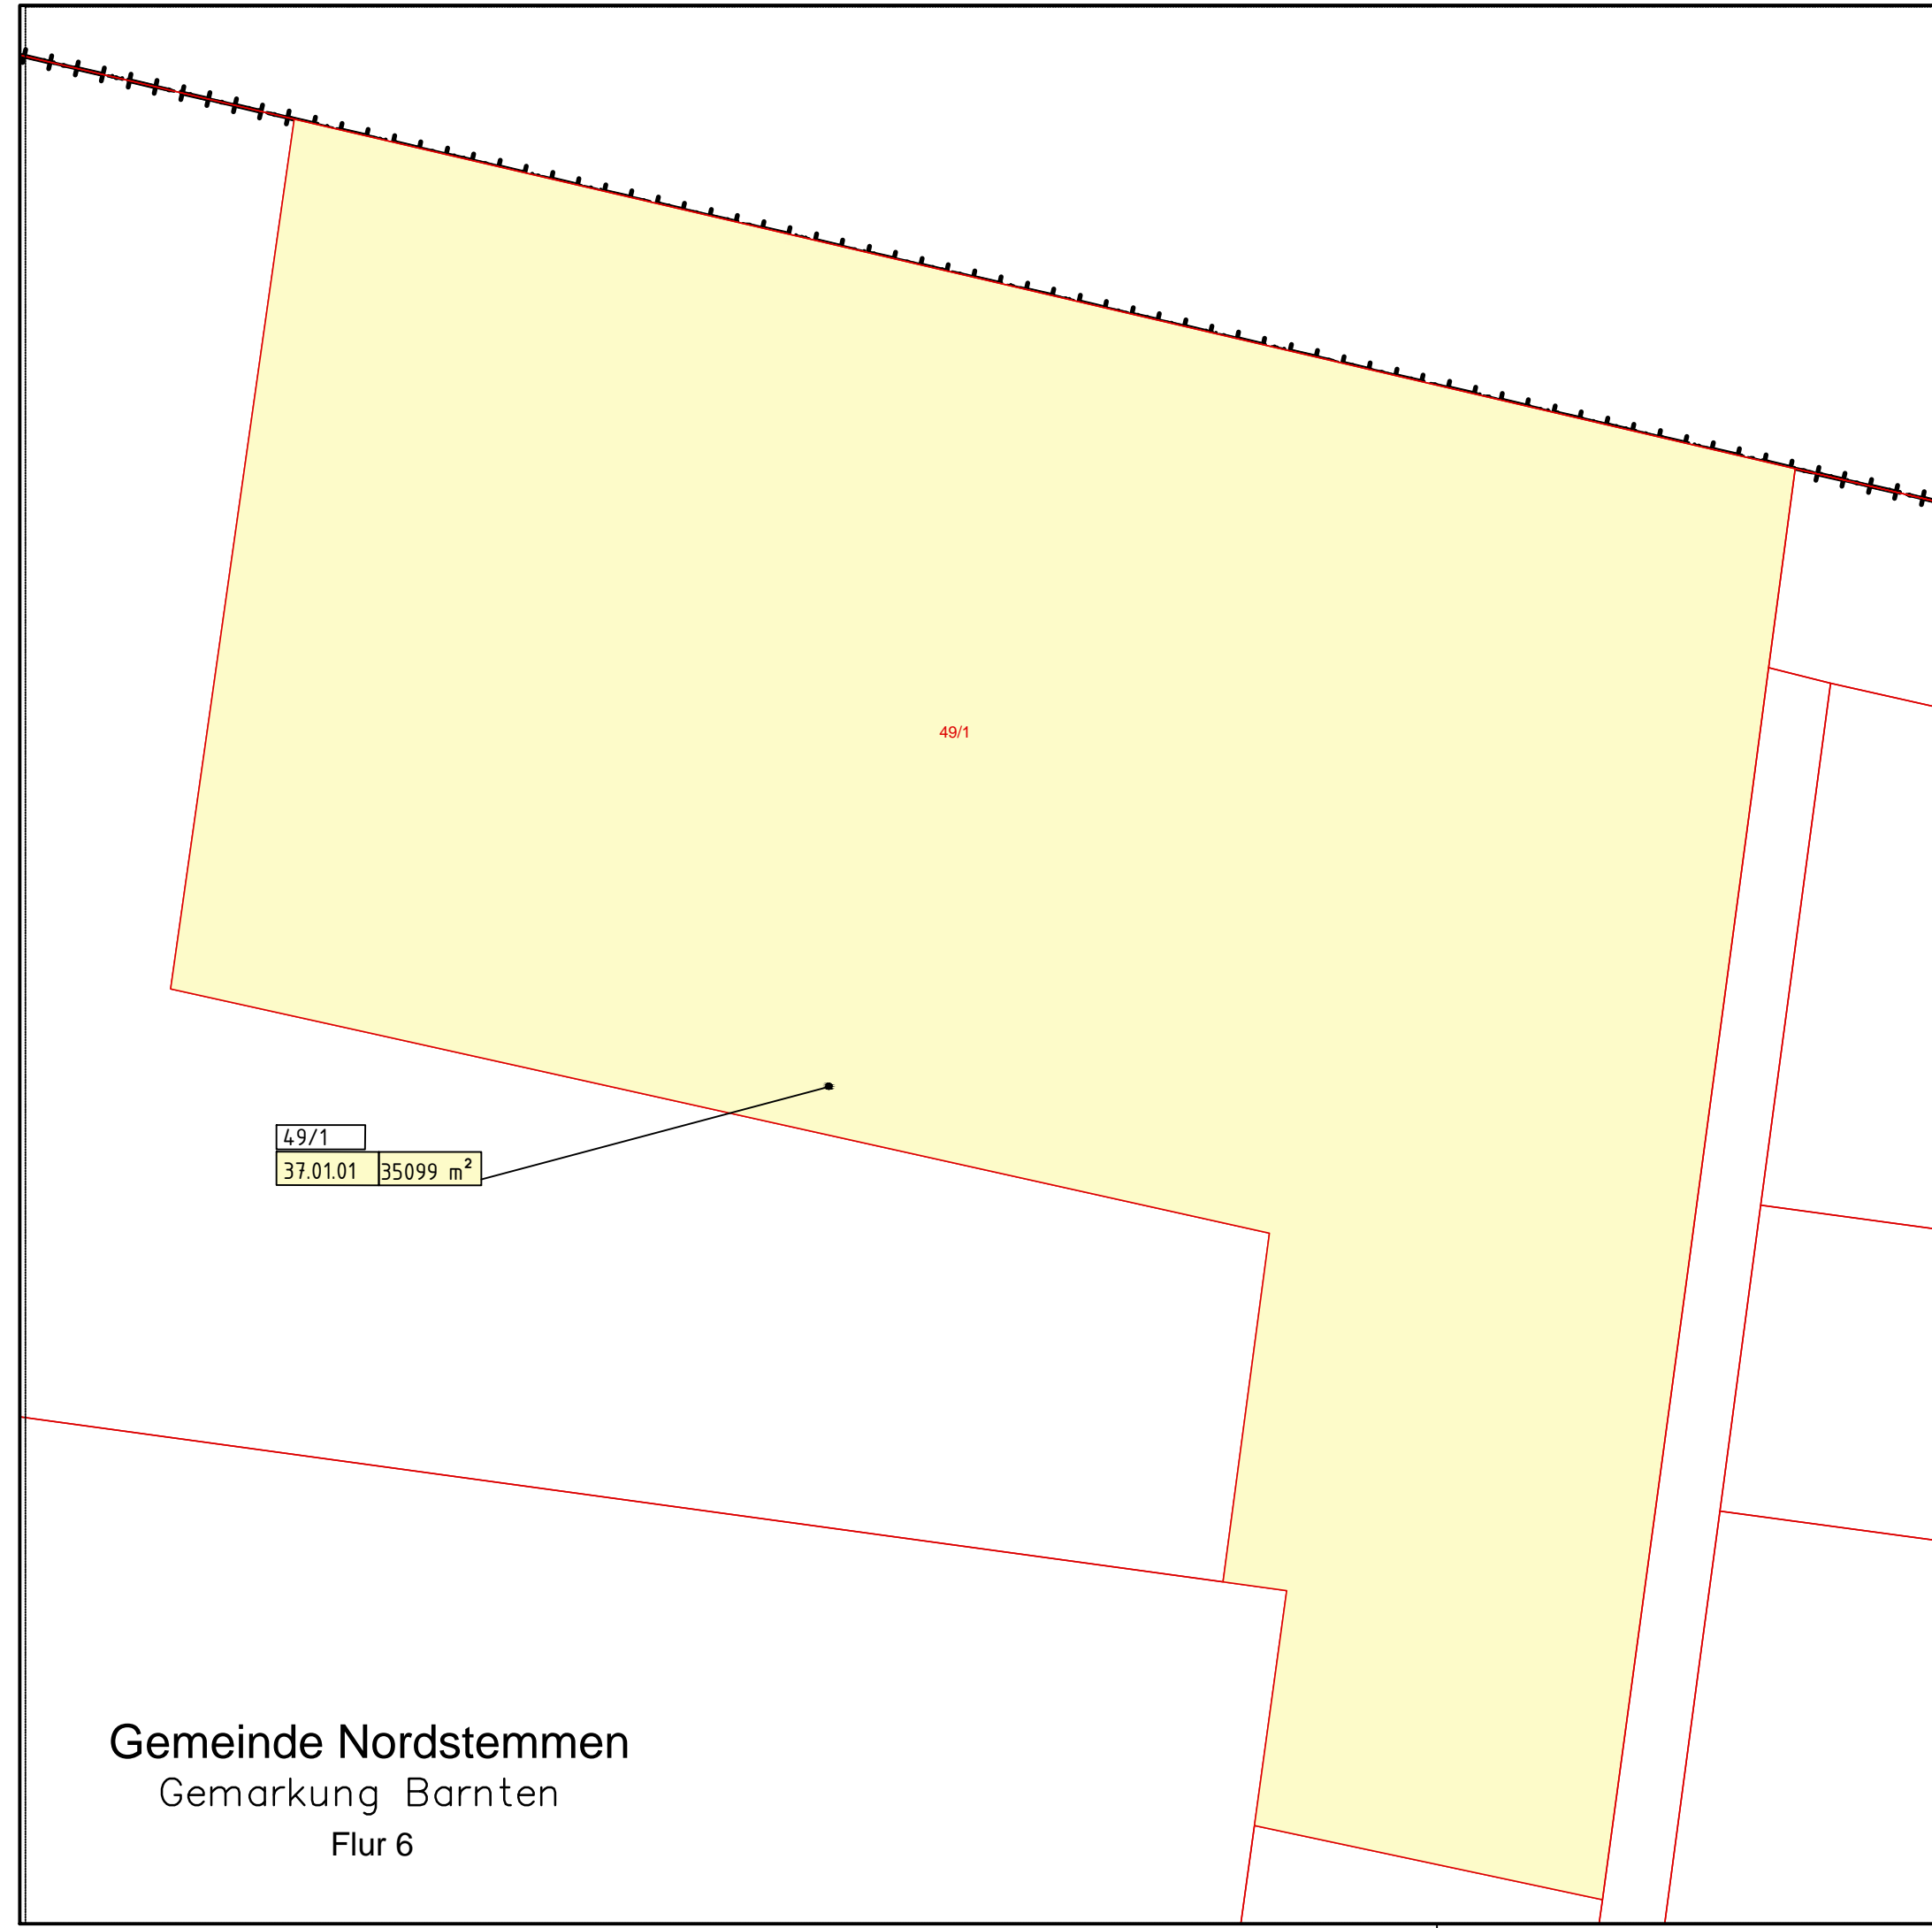 49/1
49/1
37.01.01 35099 m²
Gemeinde Nordstemmen
Gemarkung Barnten
Flur 6